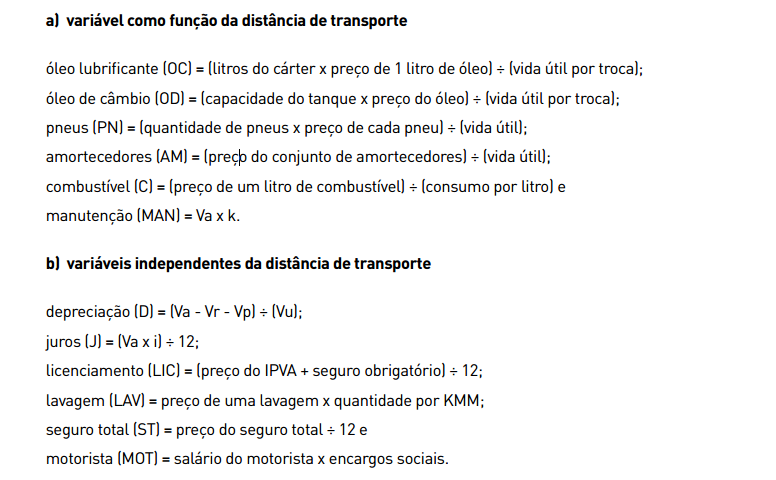 a) variável como função da distância de transporte
óleo lubrificante (OC) = (litros do cárter x preço de 1 litro de óleo) ÷ (vida útil por troca);
óleo de câmbio (OD) = (capacidade do tanque x preço do óleo) ÷ (vida útil por troca);
pneus (PN) = (quantidade de pneus x preço de cada pneu) ÷ (vida útil);
amortecedores (AM) = (preço do conjunto de amortecedores) ÷ (vida útil);
combustível (C) = (preço de um litro de combustível) ÷ (consumo por litro) e
manutenção (MAN) = Va x k.
b) variáveis independentes da distância de transporte
depreciação (D) = (Va - Vr - Vp) ÷ (Vu);
juros (J) = (Va x i) ÷ 12;
licenciamento (LIC) = (preço do IPVA + seguro obrigatório) ÷ 12;
lavagem (LAV) = preço de uma lavagem x quantidade por KMM;
seguro total (ST) = preço do seguro total ÷ 12 e
motorista (MOT) = salário do motorista x encargos sociais.